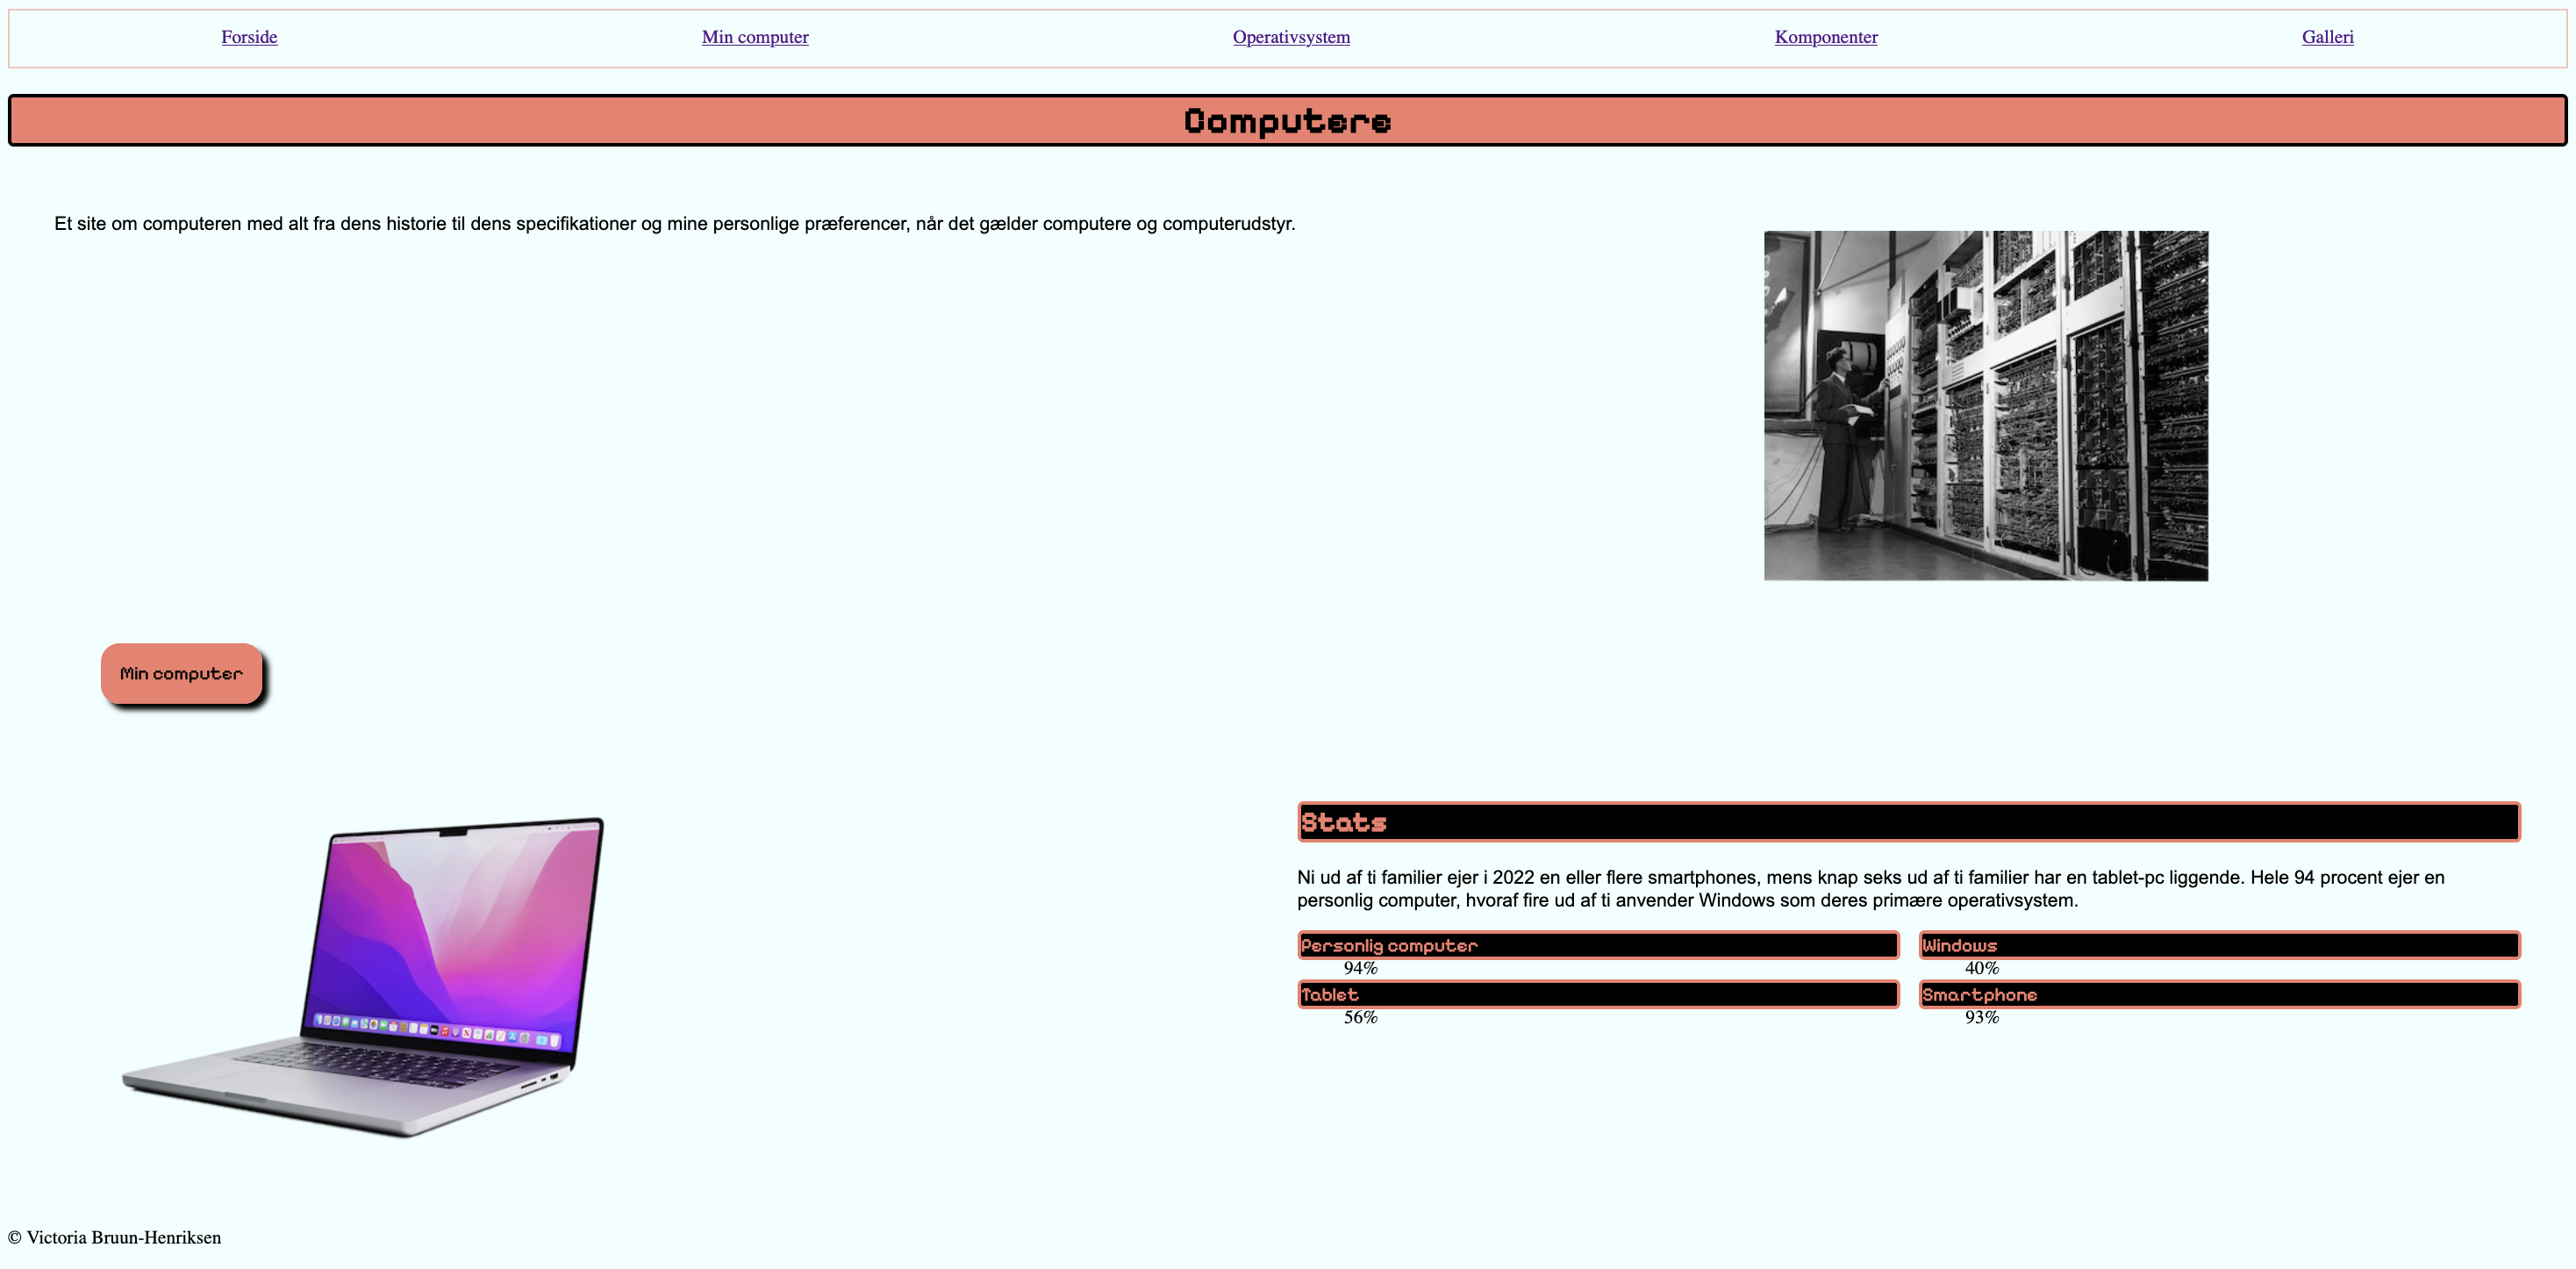 Forside Min computer Operativsystem Komponenter Galleri
Computere
Et site om computeren med alt fra dens historie til dens specifikationer og mine personlige præferencer, når det gælder computere og computerudstyr.
Min computer
Stats
Ni ud af ti familier ejer i 2022 en eller flere smartphones, mens knap seks ud af ti familier har en tablet-pc liggende. Hele 94 procent ejer en
personlig computer, hvoraf fire ud af ti anvender Windows som deres primære operativsystem.
Personlig computer Windows
94% 40%
Tablet Smartphone
56% 93%
© Victoria Bruun-Henriksen